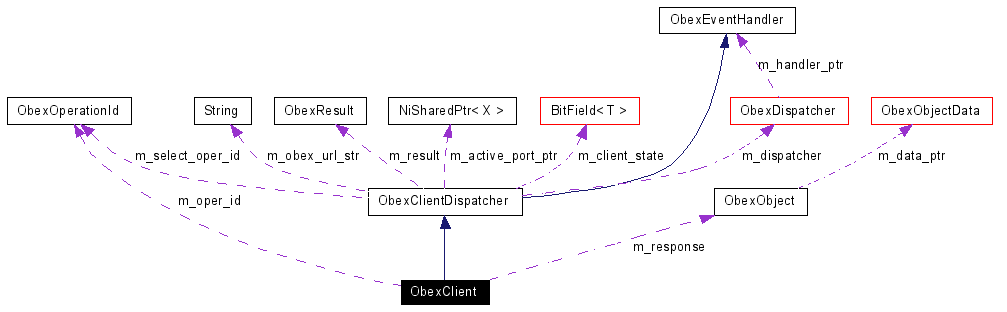 ObexEventHandler
m_handler_ptr
ObexOperationId
String
ObexResult
NiSharedPtr< X >
BitField< T >
ObexDispatcher
ObexObjectData
m_select_oper_id
m_obex_url_str
m_result
m_active_port_ptr
m_client_state
m_dispatcher
m_data_ptr
m_oper_id
ObexClientDispatcher
ObexObject
m_response
ObexClient